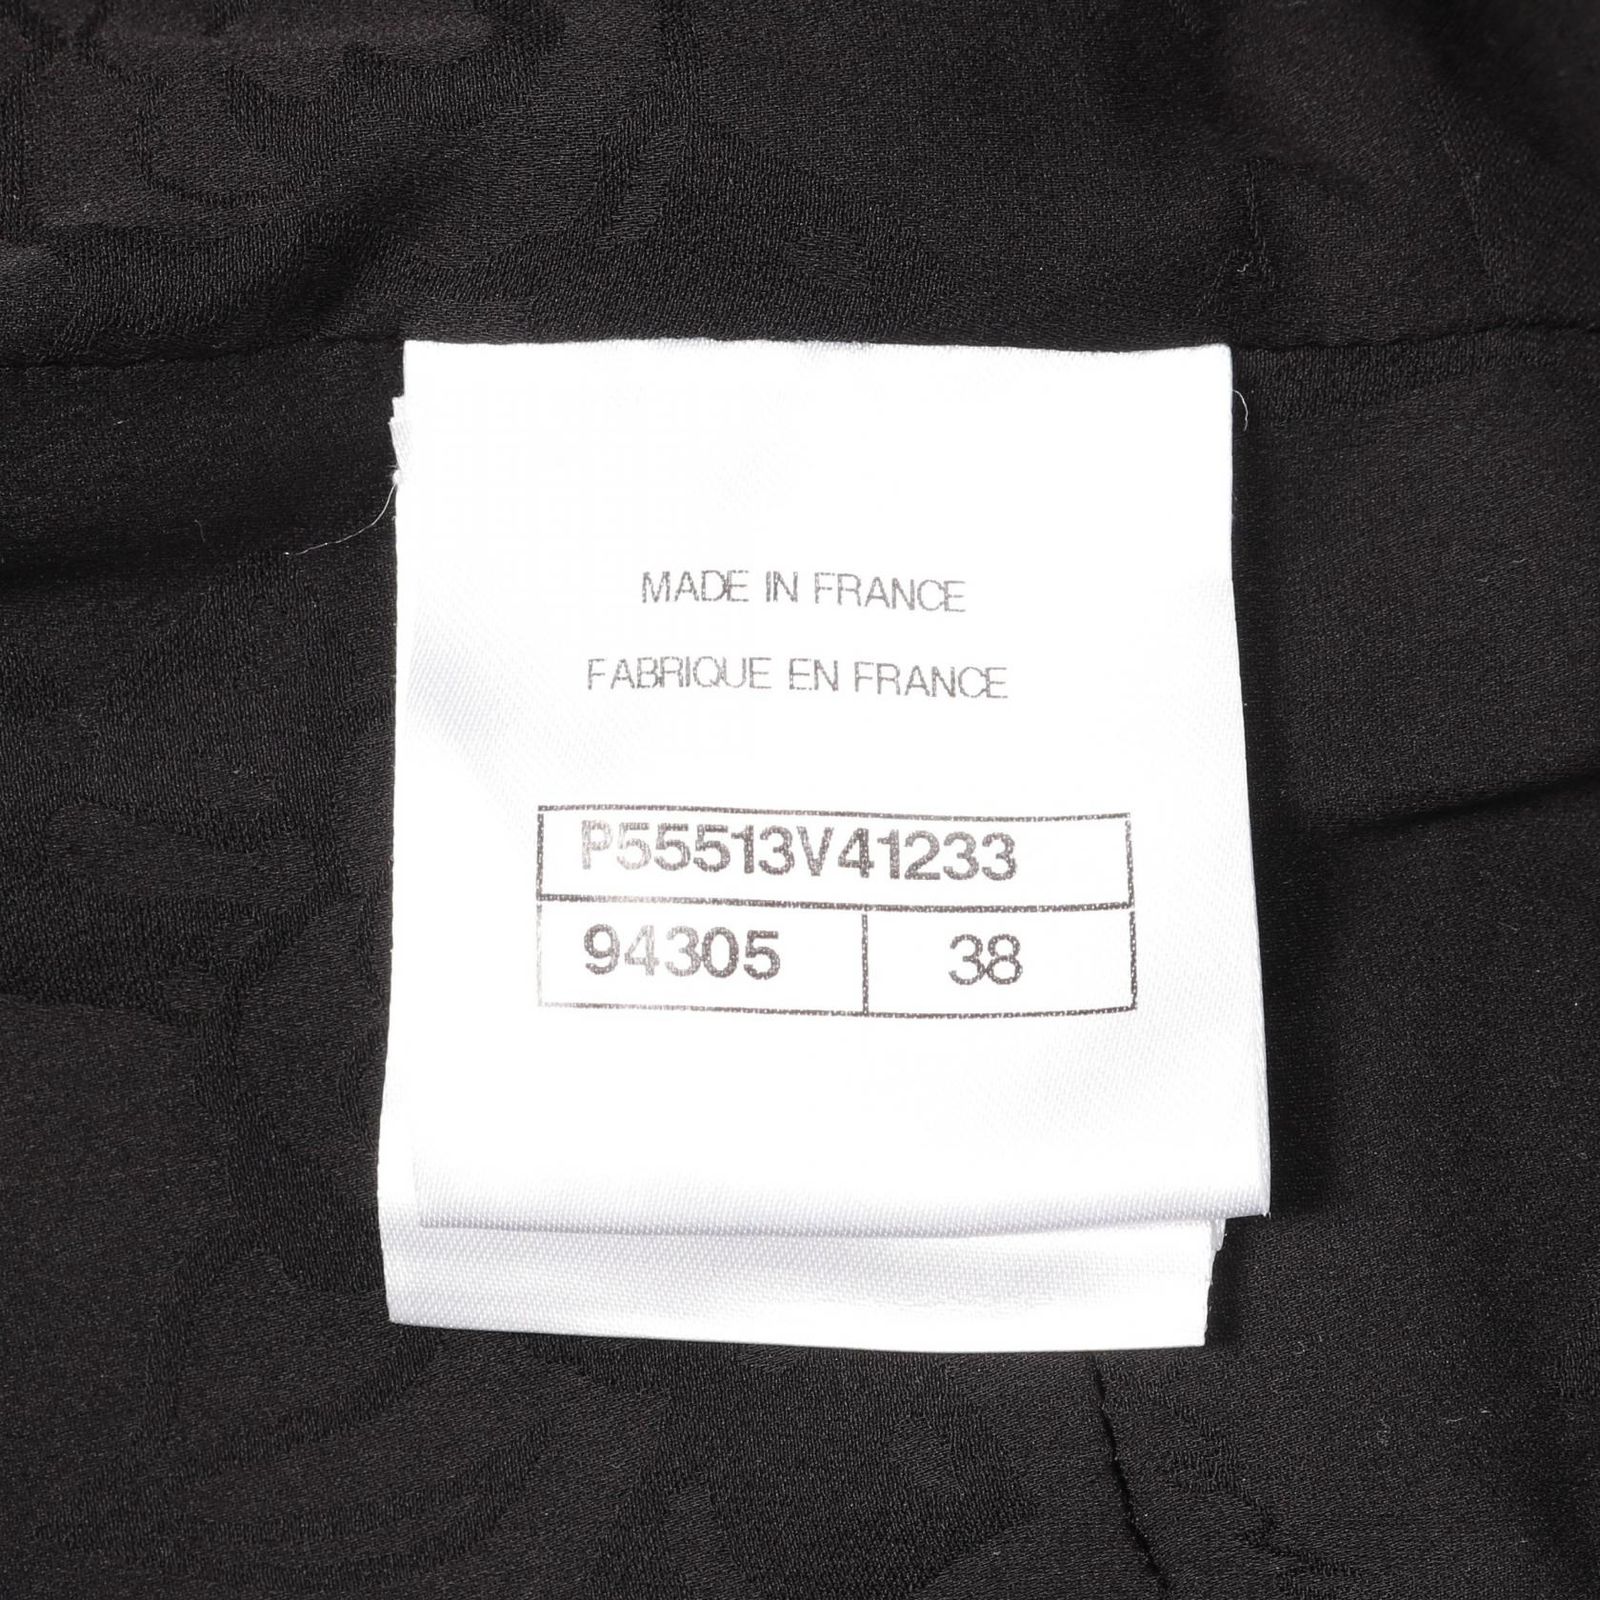 MADE IN FRANCE
FABRIQUE EN FRANCE
P55513V41233
94305 38